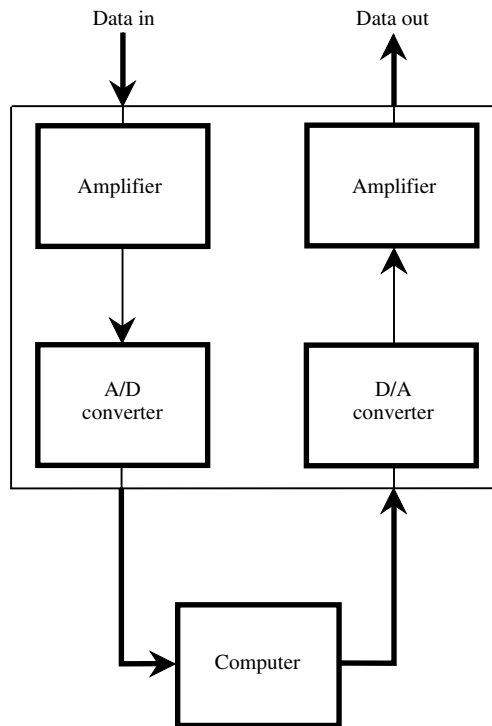 Data in
Data out
Amplifier
Amplifier
A/D
converter
D/A
converter
Computer